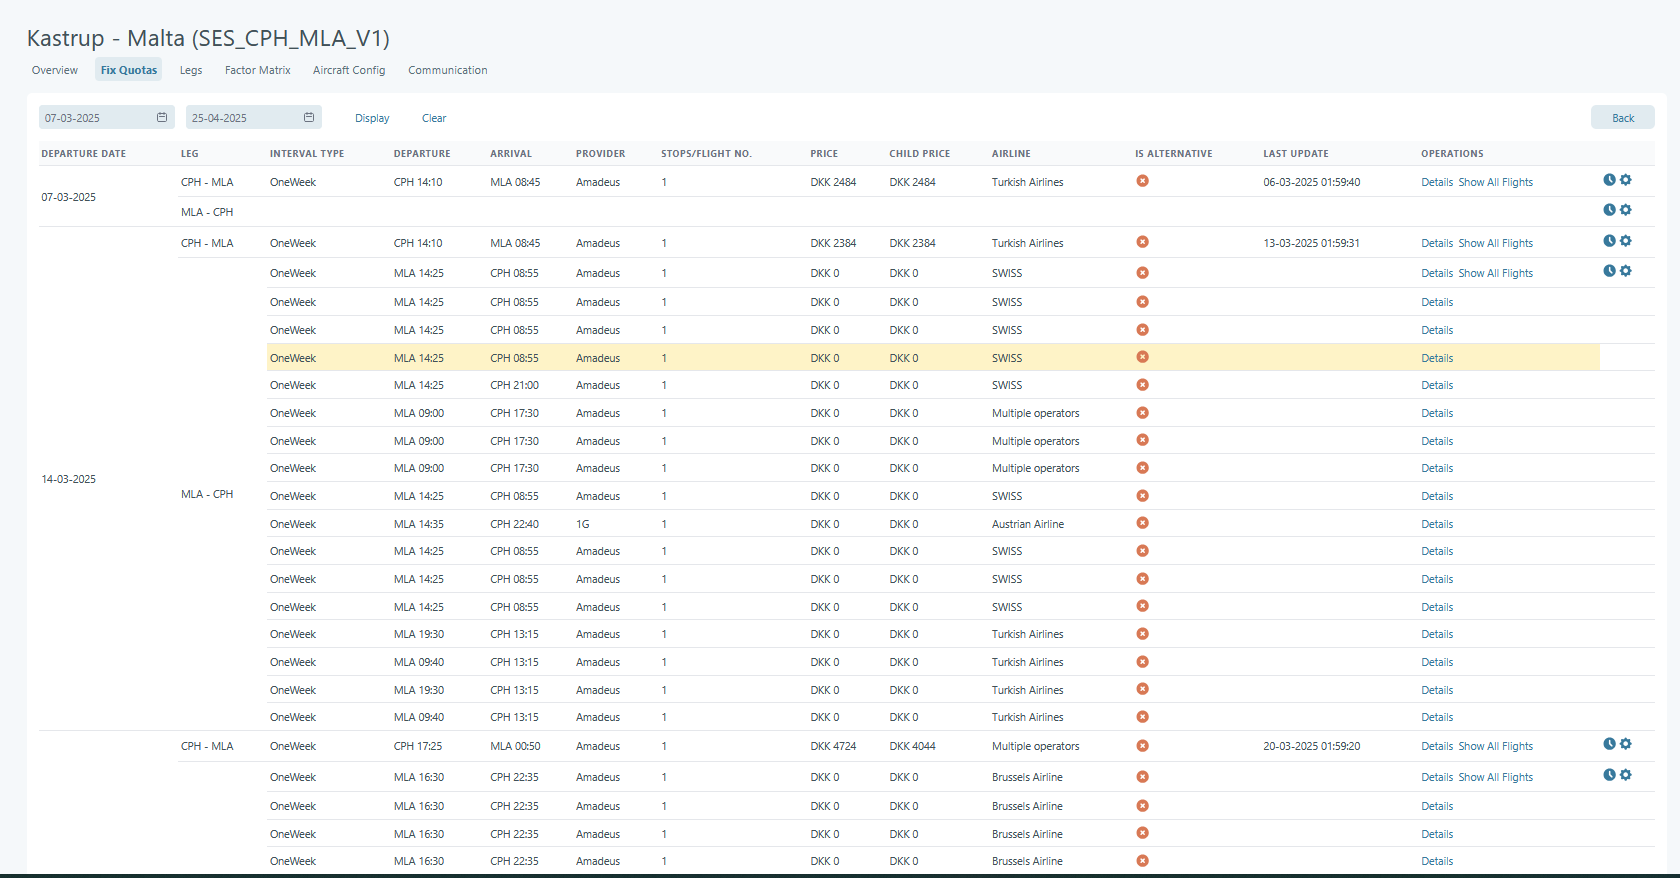 Kastrup - Malta (SES_CPH_MLA_V1)
Overview Fix Quotas Legs Factor Matrix Aircraft Config Communication
07-03-2025 25-04-2025 Display Clear Back
DEPARTURE DATE LEG INTERVAL TYPE DEPARTURE ARRIVAL PROVIDER STOPS/FLIGHT NO. PRICE CHILD PRICE AIRLINE IS ALTERNATIVE LAST UPDATE OPERATIONS
CPH - MLA OneWeek CPH 14:10 MLA 08:45 Amadeus 1 DKK 2484 DKK 2484 Turkish Airlines 06-03-2025 01:59:40 Details Show All Flights
07-03-2025
MLA - CPH
CPH - MLA OneWeek CPH 14:10 MLA 08:45 Amadeus 1 DKK 2384 DKK 2384 Turkish Airlines 13-03-2025 01:59:31 Details Show All Flights
OneWeek MLA 14:25 CPH 08:55 Amadeus 1 DKK 0 DKK 0 SWISS Details Show All Flights
OneWeek MLA 14:25 CPH 08:55 Amadeus 1 DKK 0 DKK 0 SWISS Details
OneWeek MLA 14:25 CPH 08:55 Amadeus 1 DKK 0 DKK 0 SWISS Details
OneWeek MLA 14:25 CPH 08:55 Amadeus 1 DKK 0 DKK 0 SWISS Details
OneWeek MLA 14:25 CPH 21:00 Amadeus 1 DKK 0 DKK 0 SWISS Details
OneWeek MLA 09:00 CPH 17:30 Amadeus 1 DKK 0 DKK 0 Multiple operators Details
OneWeek MLA 09:00 CPH 17:30 Amadeus 1 DKK 0 DKK 0 Multiple operators Details
OneWeek MLA 09:00 CPH 17:30 Amadeus 1 DKK 0 DKK 0 Multiple operators Details
14-03-2025
MLA - CPH OneWeek MLA 14:25 CPH 08:55 Amadeus 1 DKK 0 DKK 0 SWISS Details
OneWeek MLA 14:35 CPH 22:40 1G 1 DKK 0 DKK 0 Austrian Airline Details
OneWeek MLA 14:25 CPH 08:55 Amadeus 1 DKK 0 DKK 0 SWISS Details
OneWeek MLA 14:25 CPH 08:55 Amadeus 1 DKK 0 DKK 0 SWISS Details
OneWeek MLA 14:25 CPH 08:55 Amadeus 1 DKK 0 DKK 0 SWISS Details
OneWeek MLA 19:30 CPH 13:15 Amadeus 1 DKK 0 DKK 0 Turkish Airlines Details
OneWeek MLA 09:40 CPH 13:15 Amadeus 1 DKK 0 DKK 0 Turkish Airlines Details
OneWeek MLA 19:30 CPH 13:15 Amadeus 1 DKK 0 DKK 0 Turkish Airlines Details
OneWeek MLA 09:40 CPH 13:15 Amadeus 1 DKK 0 DKK 0 Turkish Airlines Details
CPH - MLA OneWeek CPH 17:25 MLA 00:50 Amadeus 1 DKK 4724 DKK 4044 Multiple operators 20-03-2025 01:59:20 Details Show All Flights
OneWeek MLA 16:30 CPH 22:35 Amadeus 1 DKK 0 DKK 0 Brussels Airline Details Show All Flights
OneWeek MLA 16:30 CPH 22:35 Amadeus 1 DKK 0 DKK 0 Brussels Airline Details
OneWeek MLA 16:30 CPH 22:35 Amadeus 1 DKK 0 DKK 0 Brussels Airline Details
OneWeek MLA 16:30 CPH 22:35 Amadeus 1 DKK 0 DKK 0 Brussels Airline Details